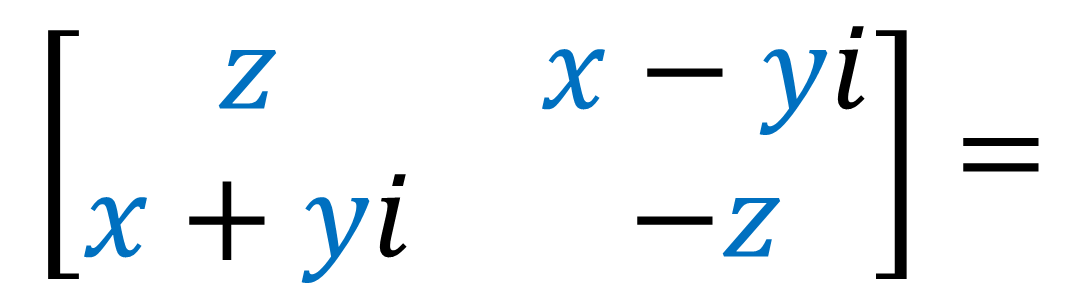 [ z x − yi
x + yi −z ] =